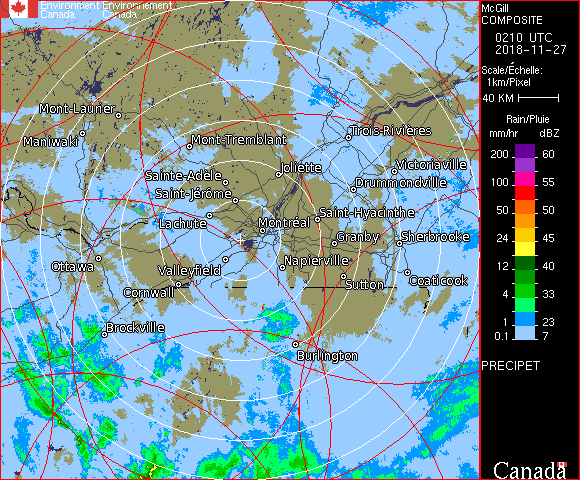 Environment Environnement
Canada Canada
McGill
COMPOSITE
0210 UTC
2018-11-27
Scale/Échelle:
1km/Pixel
40 KM
Rain/Pluie
mm/hr dBZ
200 60
100 55
50 50
24 45
12 40
4 33
1 23
0.1 7
PRECIPET
Canada
Mont-Laurier
Maniwaki
Mont-Tremblant
Trois-Rivières
Joliette
Victoriaville
Sainte-Adèle
Drummondville
Saint-Jérôme
Saint-Hyacinthe
Lachute
Montréal
Granby
Sherbrooke
Ottawa
Valleyfield
Napierville
Cornwall
Sutton
Coaticook
Brockville
Burlington